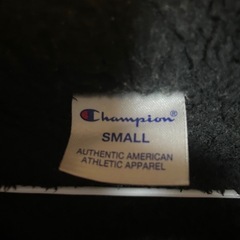 Champion®
SMALL
AUTHENTIC AMERICAN
ATHLETIC APPAREL